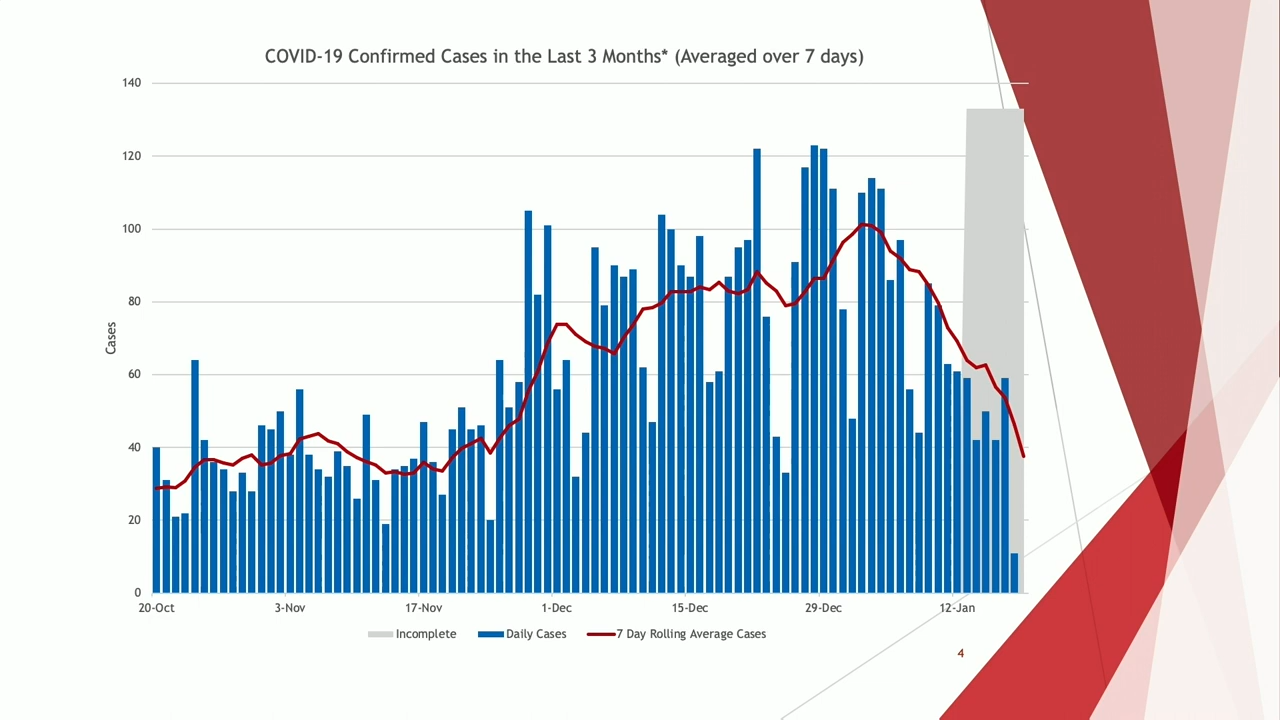 COVID-19 Confirmed Cases in the Last 3 Months* (Averaged over 7 days)
140
120
100
80
60
40
20
0
Cases
20-Oct 3-Nov 17-Nov 1-Dec 15-Dec 29-Dec 12-Jan
Incomplete Daily Cases 7 Day Rolling Average Cases
4